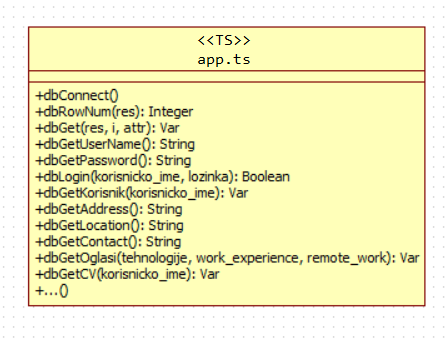 <<TS>>
app.ts
+dbConnect()
+dbRowNum(res): Integer
+dbGet(res, i, attr): Var
+dbGetUserName(): String
+dbGetPassword(): String
+dbLogin(korisnicko_ime, lozinka): Boolean
+dbGetKorisnik(korisnicko_ime): Var
+dbGetAddress(): String
+dbGetLocation(): String
+dbGetContact(): String
+dbGetOglasi(tehnologije, work_experience, remote_work): Var
+dbGetCV(korisnicko_ime): Var
+...()